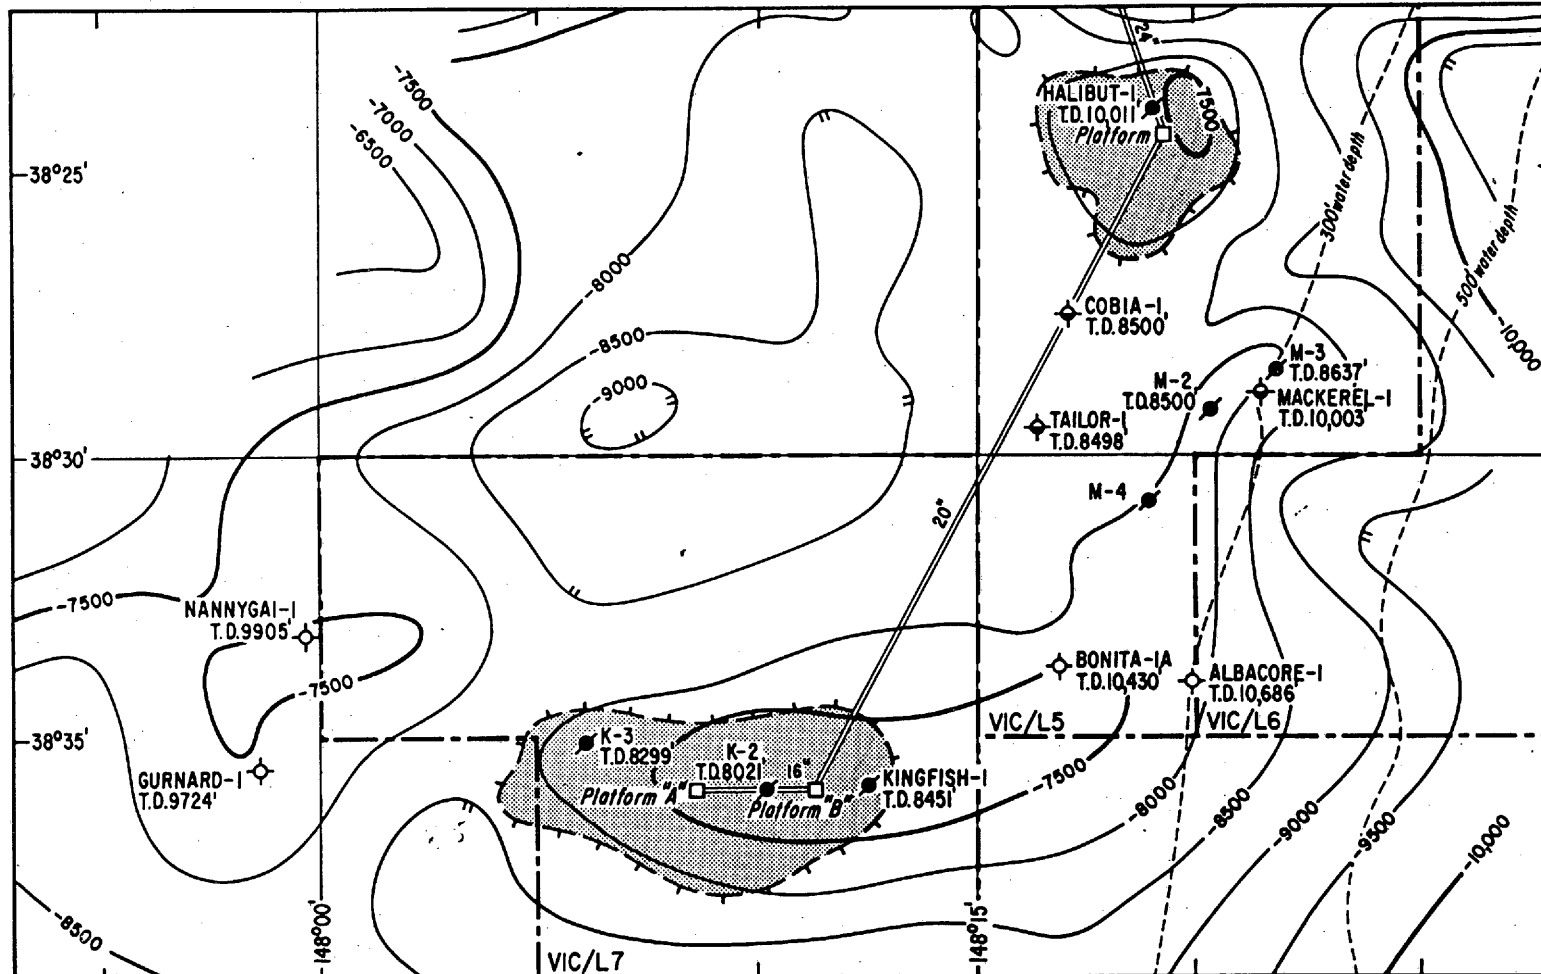 24"
-7500
-7000
-6500
HALIBUT-1
T.D.10,011'
Platform
7500
38°25'
300' water depth
500' water depth
-8000
COBIA-1
T.D.8500'
-10,000
-8500
M-3
T.D.8637'
-9000
M-2
T.D.8500'
MACKEREL-1
T.D.10,003'
TAILOR-1
T.D.8498'
38°30'
M-4
20"
-7500
NANNYGAI-1
T.D.9905'
-7500
BONITA-1A
T.D.10,430'
ALBACORE-1
T.D.10,686'
VIC/L5
VIC/L6
38°35'
K-3
T.D.8299'
K-2
T.D.8021'
16"
GURNARD-1
T.D.9724'
Platform "A"
Platform "B"
KINGFISH-1
T.D.8451'
-7500
-8000
-8500
-9000
-9500
-10,000
-8500
148°00'
148°15'
VIC/L7